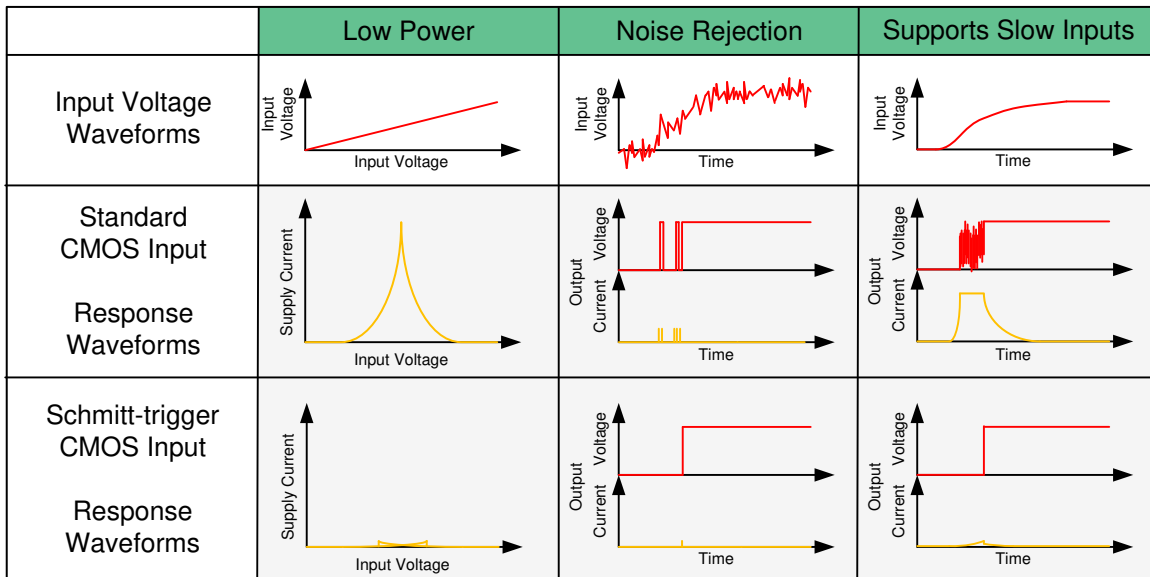 Low Power
Noise Rejection
Supports Slow Inputs
Input Voltage
Waveforms
Input
Voltage
Input Voltage
Input
Voltage
Time
Input
Voltage
Time
Standard
CMOS Input
Response
Waveforms
Supply Current
Input Voltage
Output
Voltage
Current
Time
Output
Voltage
Current
Time
Schmitt-trigger
CMOS Input
Response
Waveforms
Supply Current
Input Voltage
Output
Voltage
Current
Time
Output
Voltage
Current
Time